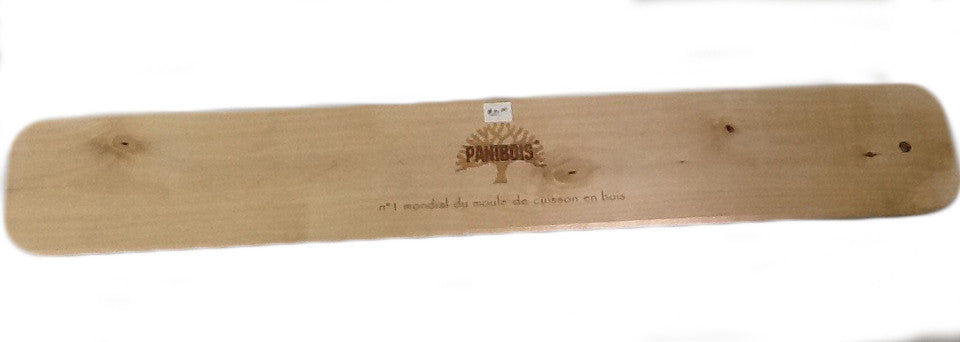 PANIBOIS
n°1 mondial du moule de cuisson en bois